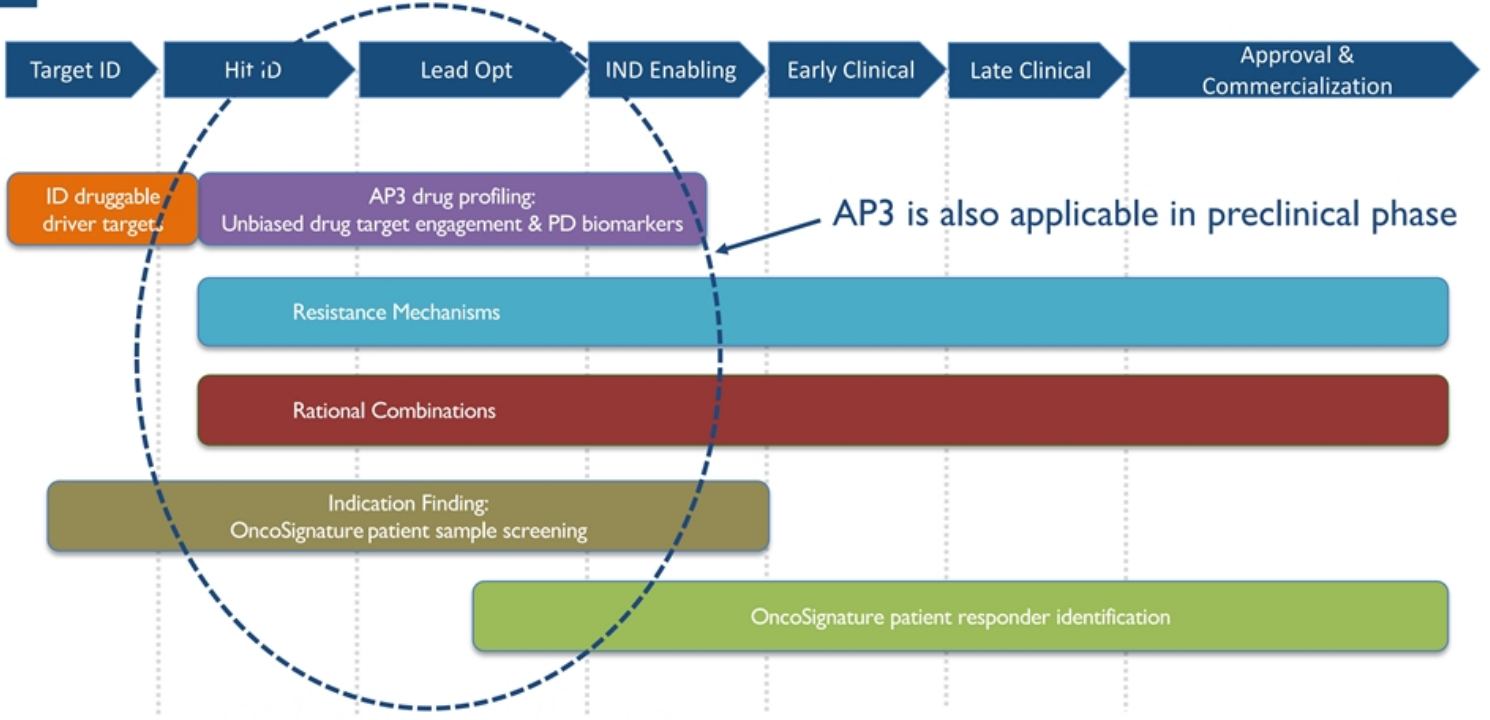 Target ID
Hit iD
Lead Opt
IND Enabling
Early Clinical
Late Clinical
Approval &
Commercialization
ID druggable
driver targets
AP3 drug profiling:
Unbiased drug target engagement & PD biomarkers
AP3 is also applicable in preclinical phase
Resistance Mechanisms
Rational Combinations
Indication Finding:
OncoSignature patient sample screening
OncoSignature patient responder identification